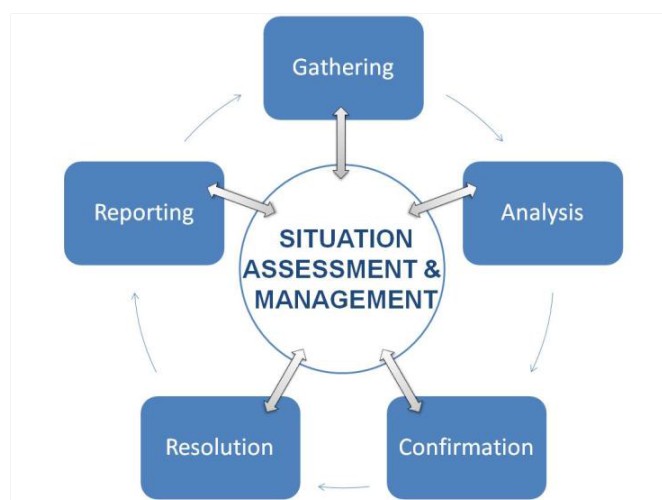 Gathering
Reporting
Analysis
SITUATION
ASSESSMENT &
MANAGEMENT
Resolution
Confirmation